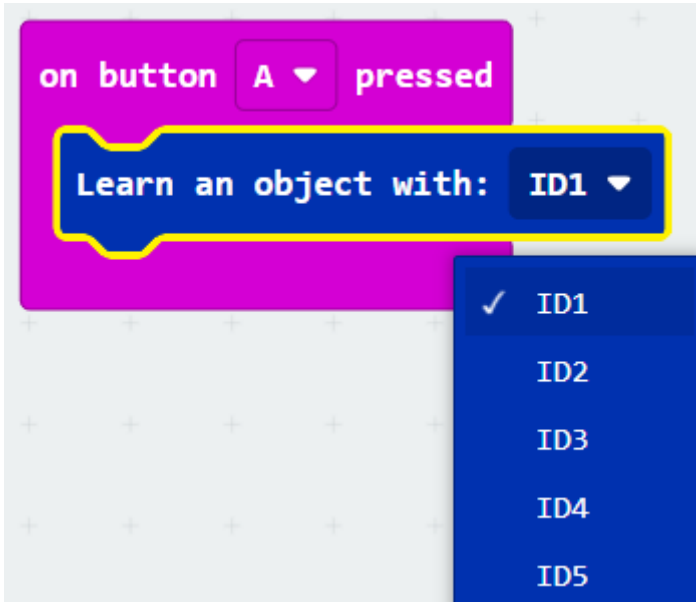 on button A pressed
Learn an object with: ID1
ID1
ID2
ID3
ID4
ID5